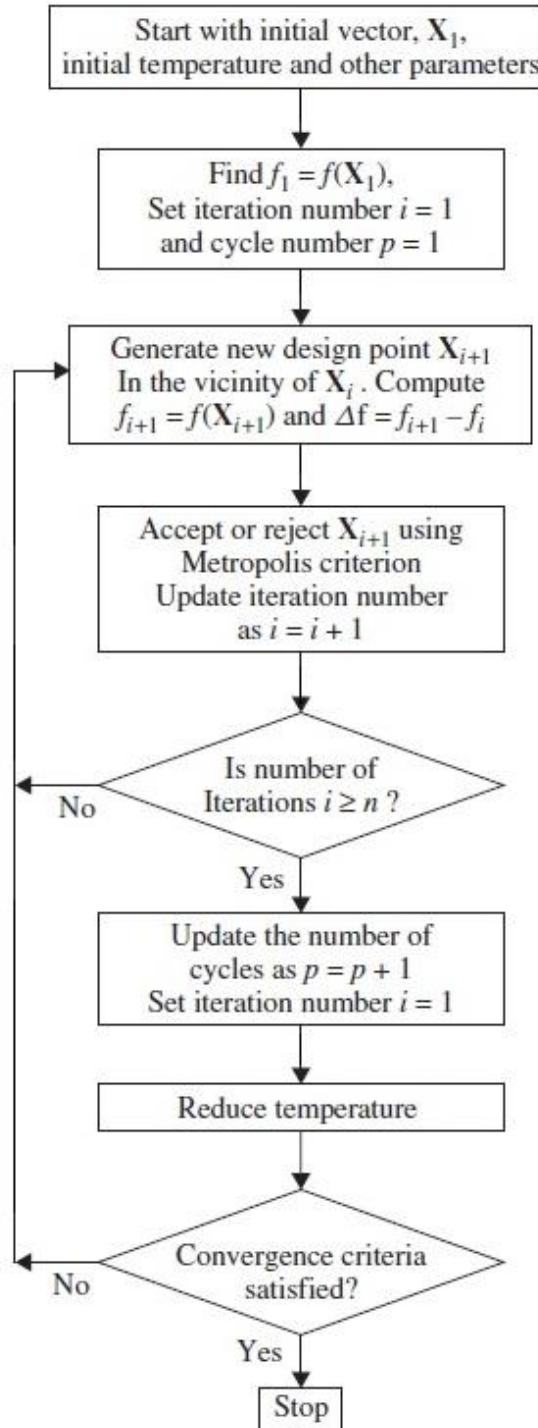 Start with initial vector, X₁,
initial temperature and other parameters
Find f₁ = f(X₁),
Set iteration number i = 1
and cycle number p = 1
Generate new design point Xᵢ₊₁
In the vicinity of Xᵢ . Compute
fᵢ₊₁ = f(Xᵢ₊₁) and Δf = fᵢ₊₁ – fᵢ
Accept or reject Xᵢ₊₁ using
Metropolis criterion
Update iteration number
as i = i + 1
Is number of
Iterations i ≥ n ?
No
Yes
Update the number of
cycles as p = p + 1
Set iteration number i = 1
Reduce temperature
Convergence criteria
satisfied?
No
Yes
Stop